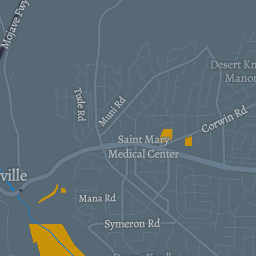 Mojave Fwy
Desert Kn
Manor
Tude Rd
Muni Rd
Corwin Rd
Saint Mary
Medical Center
ville
Mana Rd
Symeron Rd